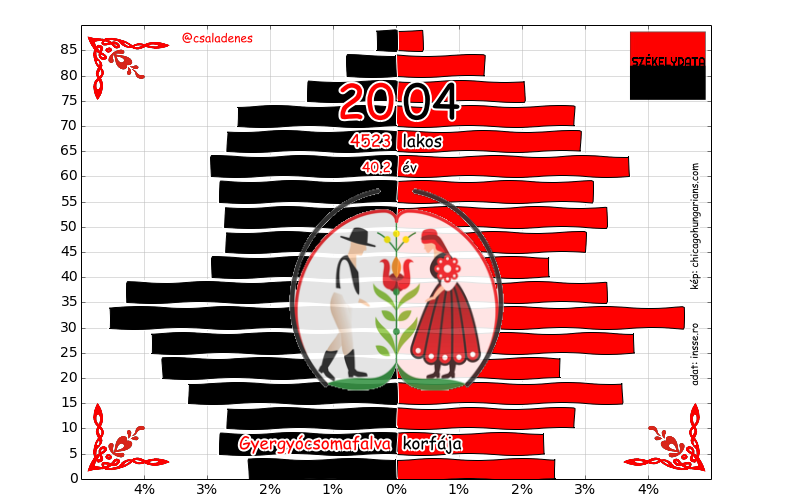 @csaladenes
SZÉKELYDATA
2004
4523 lakos
40,2 év
kép: chicagohungarians.com
adat: insse.ro
Gyergyócsomafalva korfája
85
80
75
70
65
60
55
50
45
40
35
30
25
20
15
10
5
0
4% 3% 2% 1% 0% 1% 2% 3% 4%